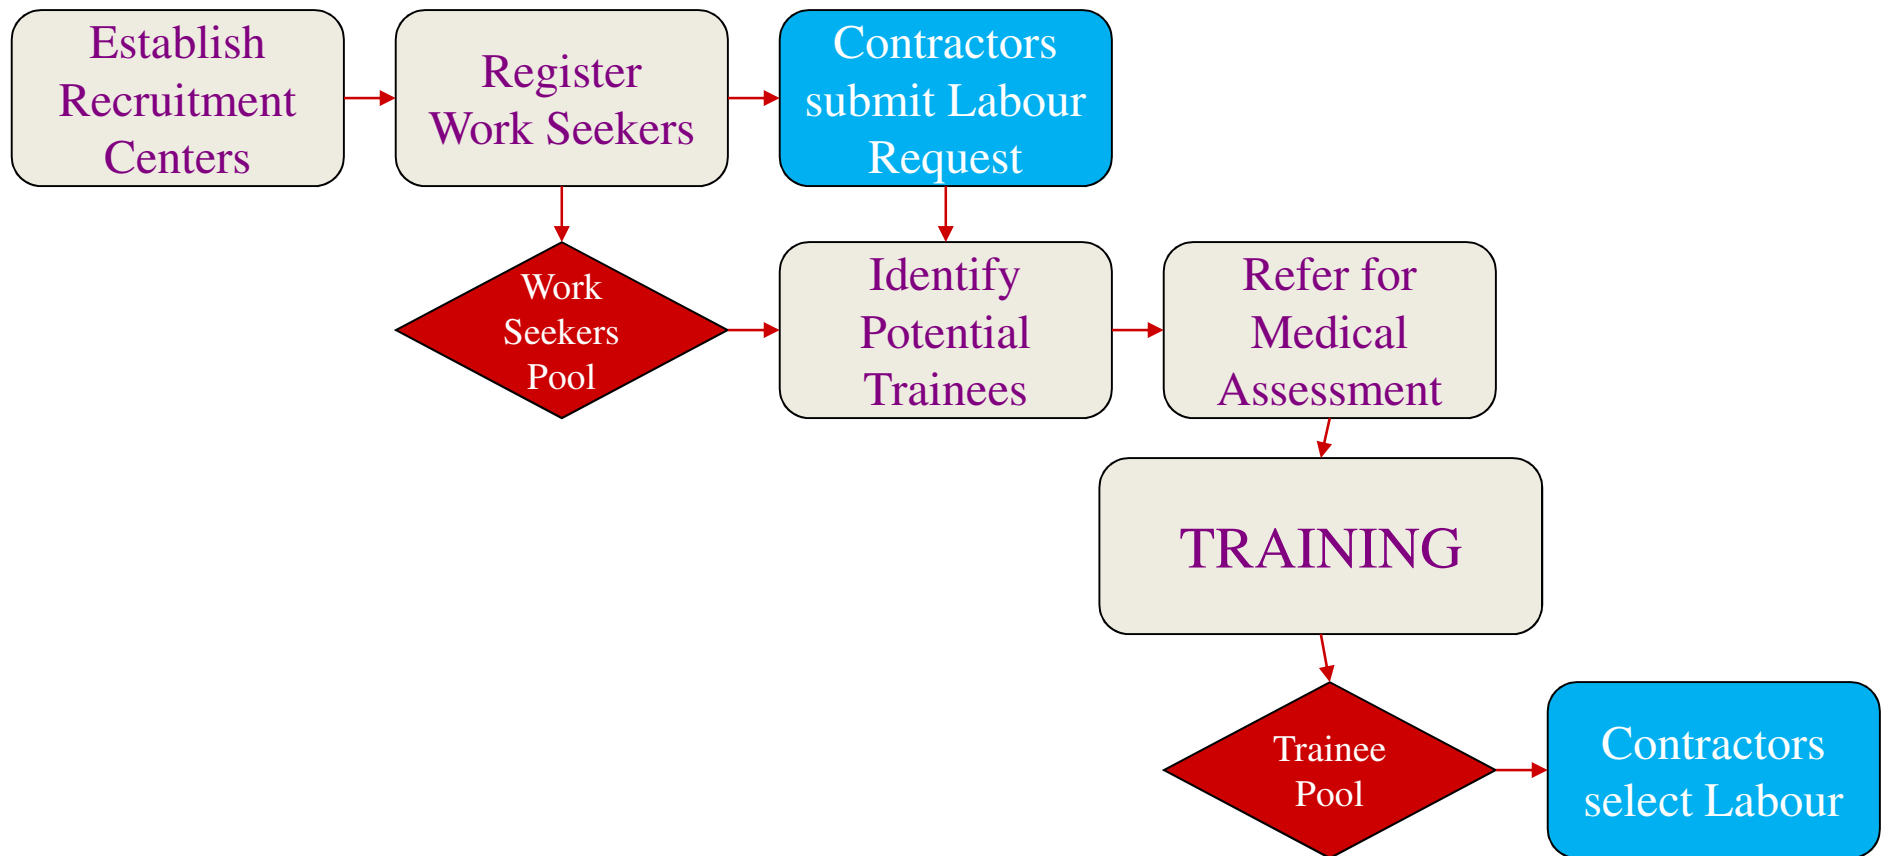 Establish
Recruitment
Centers
Register
Work Seekers
Contractors
submit Labour
Request
Work
Seekers
Pool
Identify
Potential
Trainees
Refer for
Medical
Assessment
TRAINING
Trainee
Pool
Contractors
select Labour